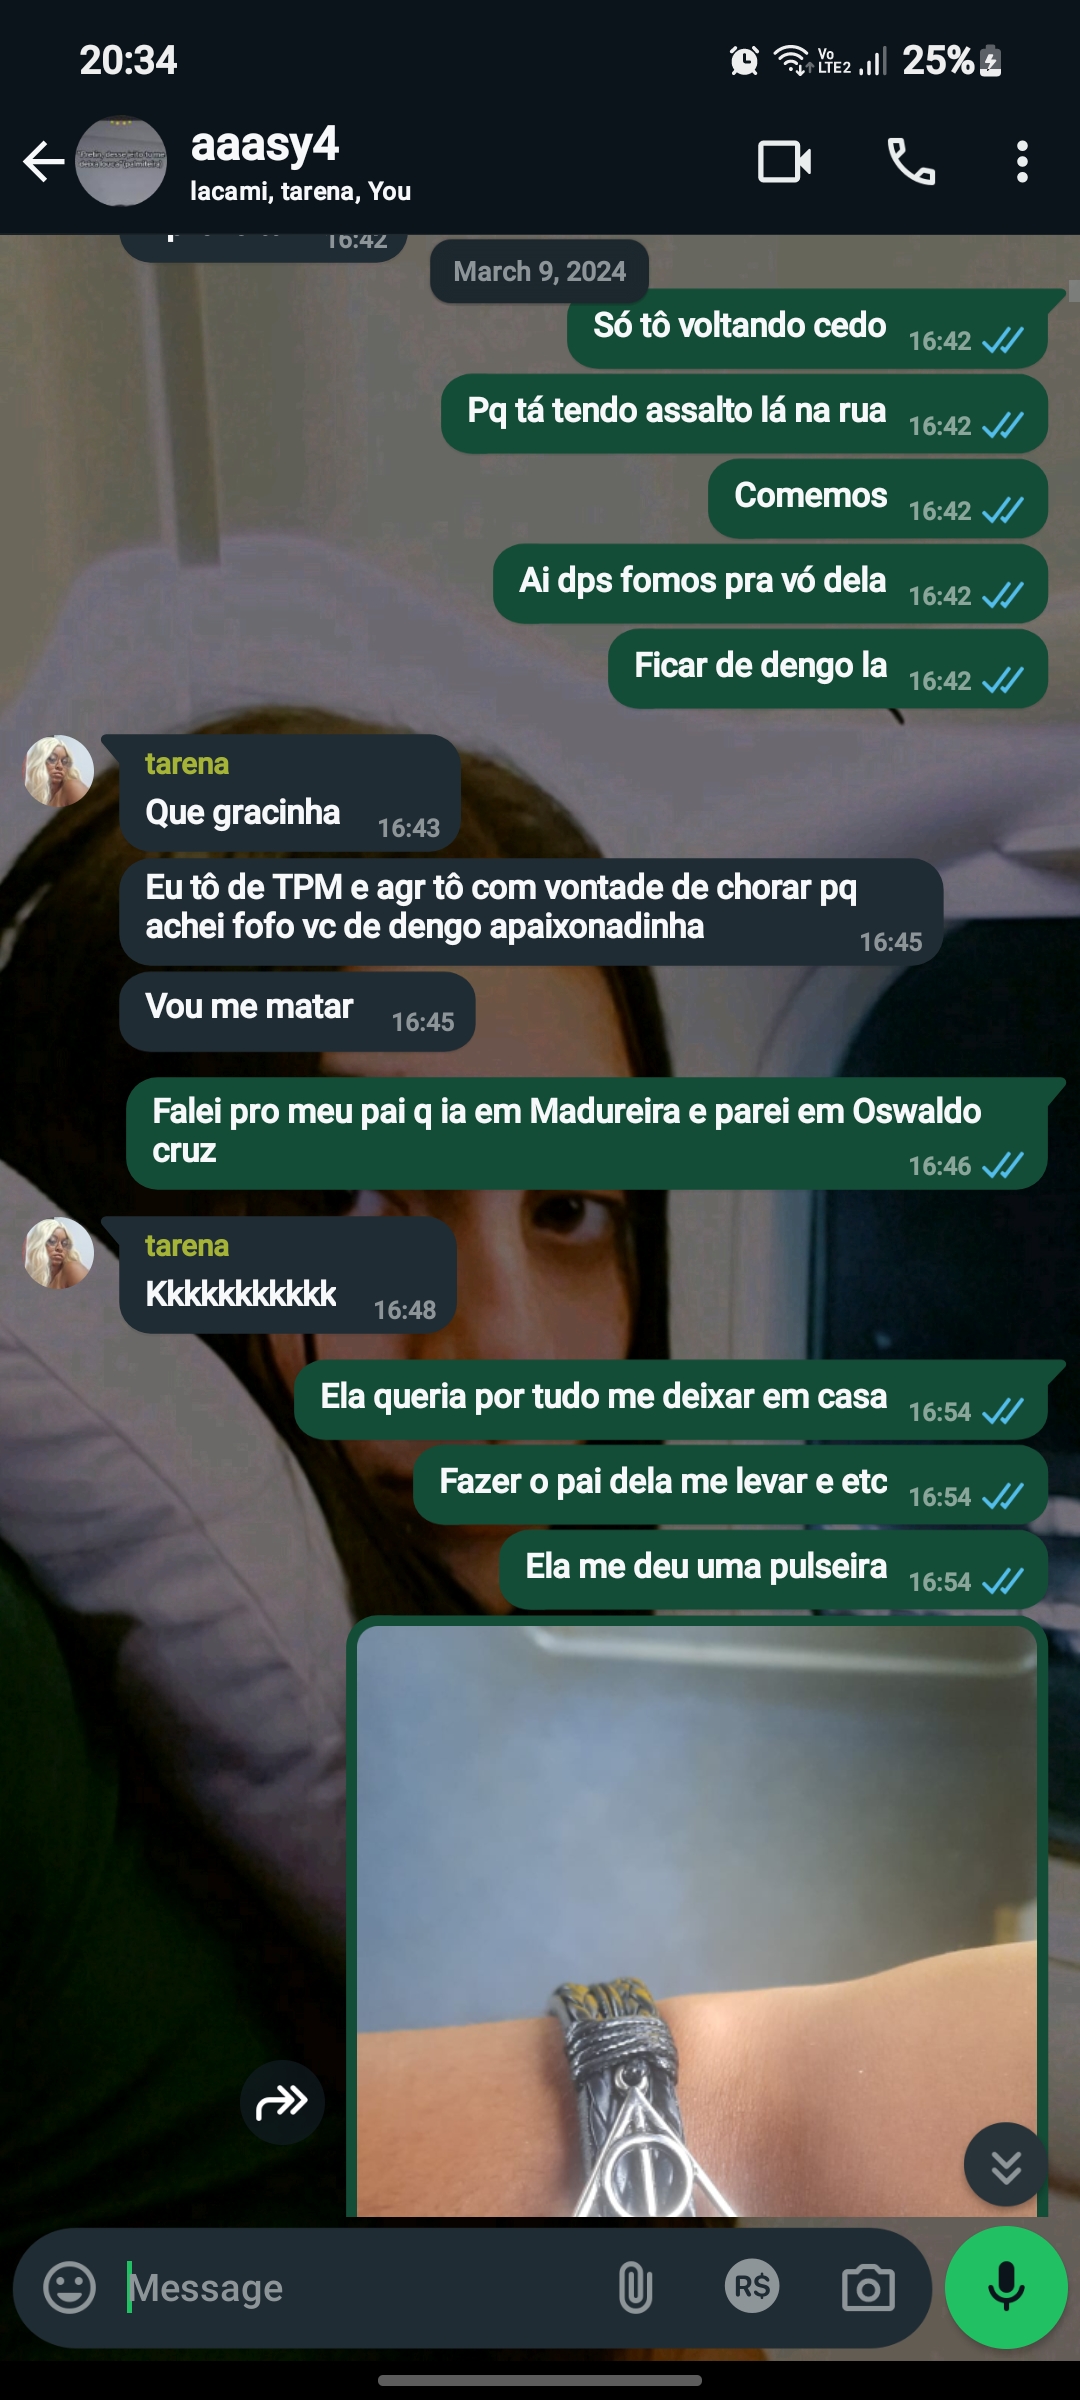 20:34
Vo
LTE2
25%
aaasy4
lacami, tarena, You
16:42
March 9, 2024
Só tô voltando cedo 16:42
Pq tá tendo assalto lá na rua 16:42
Comemos 16:42
Ai dps fomos pra vó dela 16:42
Ficar de dengo la 16:42
tarena
Que gracinha 16:43
Eu tô de TPM e agr tô com vontade de chorar pq
achei fofo vc de dengo apaixonadinha 16:45
Vou me matar 16:45
Falei pro meu pai q ia em Madureira e parei em Oswaldo
cruz 16:46
tarena
Kkkkkkkkkkk 16:48
Ela queria por tudo me deixar em casa 16:54
Fazer o pai dela me levar e etc 16:54
Ela me deu uma pulseira 16:54
Message
R$